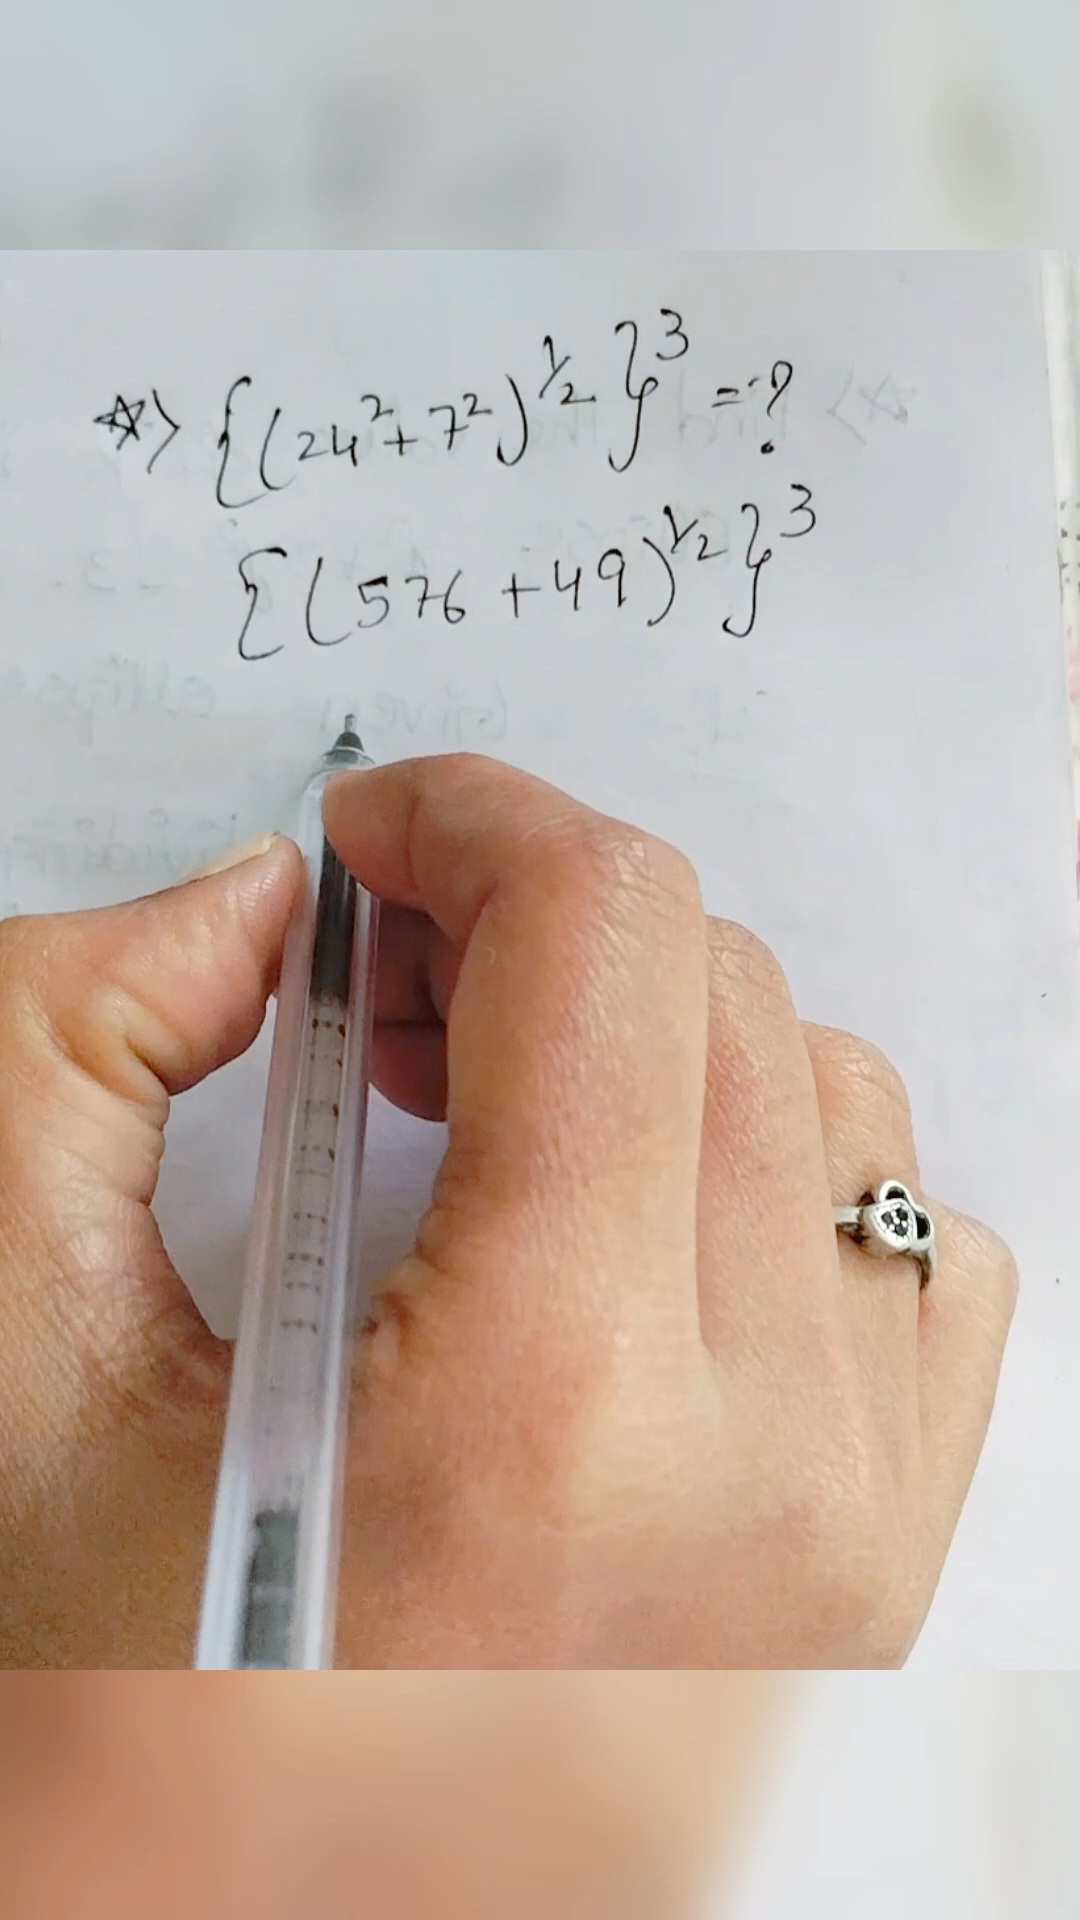 ☆> {(24²+7²)^½}³ = ?
{(576+49)^½}³